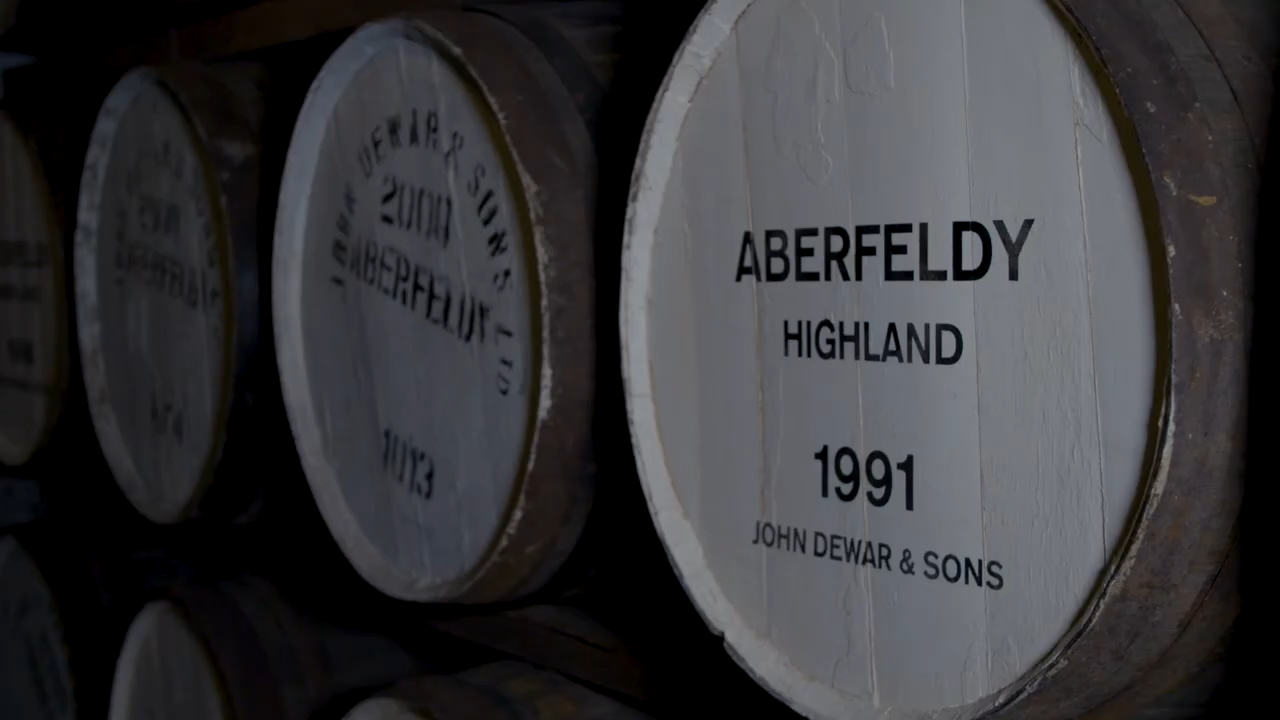 ABERFELDY
HIGHLAND
1991
JOHN DEWAR & SONS
JOHN DEWAR & SONS LTD
2000
ABERFELDY
1013